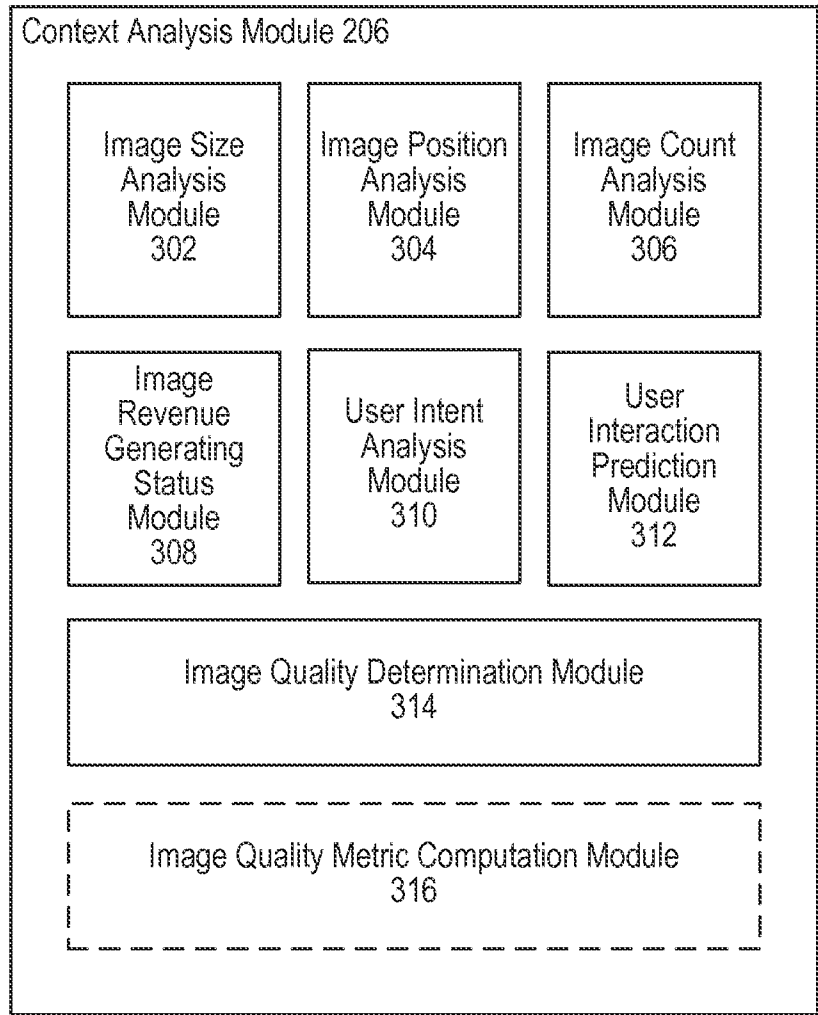 Context Analysis Module 206
Image Size
Analysis
Module
302
Image Position
Analysis
Module
304
Image Count
Analysis
Module
306
Image
Revenue
Generating
Status
Module
308
User Intent
Analysis
Module
310
User
Interaction
Prediction
Module
312
Image Quality Determination Module
314
Image Quality Metric Computation Module
316